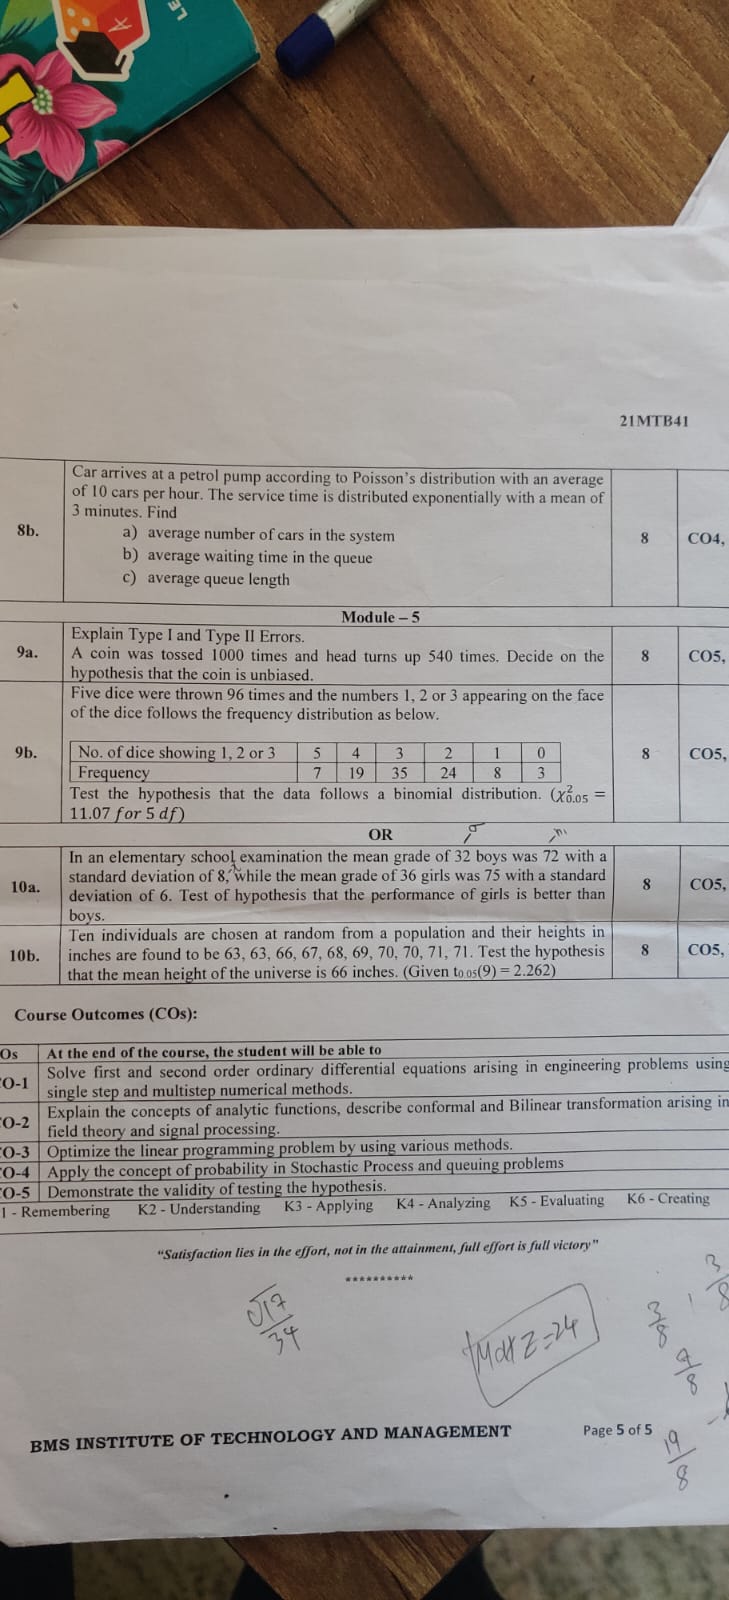 LE
21MTB41
8b.
Car arrives at a petrol pump according to Poisson's distribution with an average
of 10 cars per hour. The service time is distributed exponentially with a mean of
3 minutes. Find
a) average number of cars in the system
b) average waiting time in the queue
c) average queue length
8
CO4,
Module – 5
9a.
Explain Type I and Type II Errors.
A coin was tossed 1000 times and head turns up 540 times. Decide on the
hypothesis that the coin is unbiased.
8
CO5,
9b.
Five dice were thrown 96 times and the numbers 1, 2 or 3 appearing on the face
of the dice follows the frequency distribution as below.
No. of dice showing 1, 2 or 3 5 4 3 2 1 0
Frequency 7 19 35 24 8 3
Test the hypothesis that the data follows a binomial distribution. (χ²0.05 =
11.07 for 5 df)
8
CO5,
OR
10a.
In an elementary school examination the mean grade of 32 boys was 72 with a
standard deviation of 8, while the mean grade of 36 girls was 75 with a standard
deviation of 6. Test of hypothesis that the performance of girls is better than
boys.
8
CO5,
10b.
Ten individuals are chosen at random from a population and their heights in
inches are found to be 63, 63, 66, 67, 68, 69, 70, 70, 71, 71. Test the hypothesis
that the mean height of the universe is 66 inches. (Given t0.05(9) = 2.262)
8
CO5,
Course Outcomes (COs):
Os At the end of the course, the student will be able to
CO-1 Solve first and second order ordinary differential equations arising in engineering problems using
single step and multistep numerical methods.
CO-2 Explain the concepts of analytic functions, describe conformal and Bilinear transformation arising in
field theory and signal processing.
CO-3 Optimize the linear programming problem by using various methods.
CO-4 Apply the concept of probability in Stochastic Process and queuing problems
CO-5 Demonstrate the validity of testing the hypothesis.
1 - Remembering K2 - Understanding K3 - Applying K4 - Analyzing K5 - Evaluating K6 - Creating
"Satisfaction lies in the effort, not in the attainment, full effort is full victory"
**********
√17/34
Max Z=24
3/8
3/8
7/8
19/8
BMS INSTITUTE OF TECHNOLOGY AND MANAGEMENT
Page 5 of 5